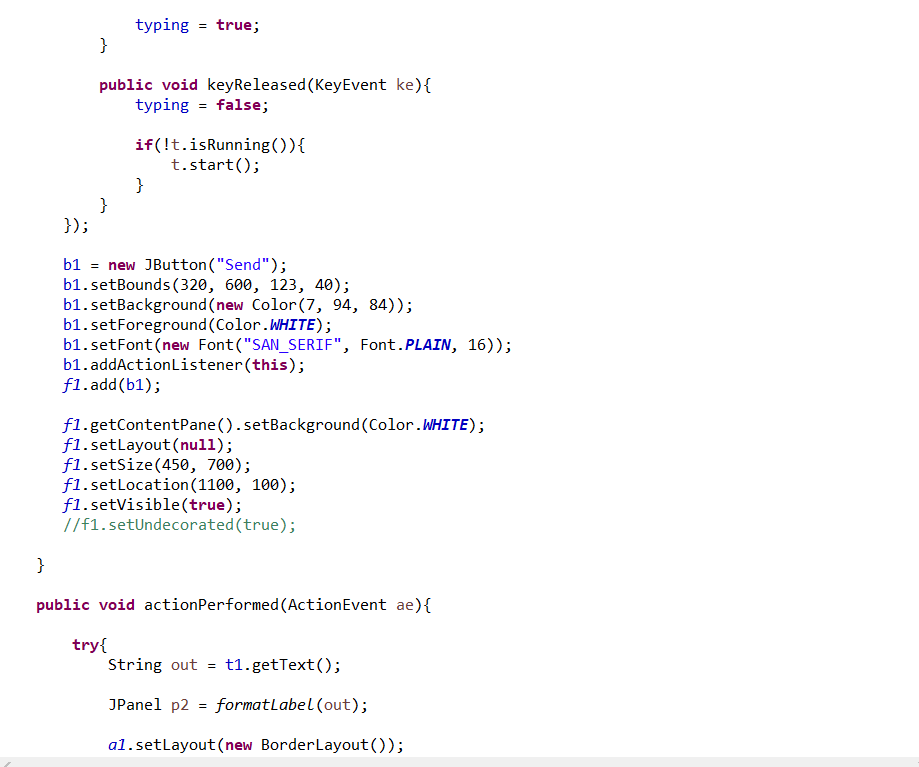 typing = true;
        }

        public void keyReleased(KeyEvent ke){
            typing = false;

            if(!t.isRunning()){
                t.start();
            }
        }
    });

    b1 = new JButton("Send");
    b1.setBounds(320, 600, 123, 40);
    b1.setBackground(new Color(7, 94, 84));
    b1.setForeground(Color.WHITE);
    b1.setFont(new Font("SAN_SERIF", Font.PLAIN, 16));
    b1.addActionListener(this);
    f1.add(b1);

    f1.getContentPane().setBackground(Color.WHITE);
    f1.setLayout(null);
    f1.setSize(450, 700);
    f1.setLocation(1100, 100);
    f1.setVisible(true);
    //f1.setUndecorated(true);

}

public void actionPerformed(ActionEvent ae){

    try{
        String out = t1.getText();

        JPanel p2 = formatLabel(out);

        a1.setLayout(new BorderLayout());